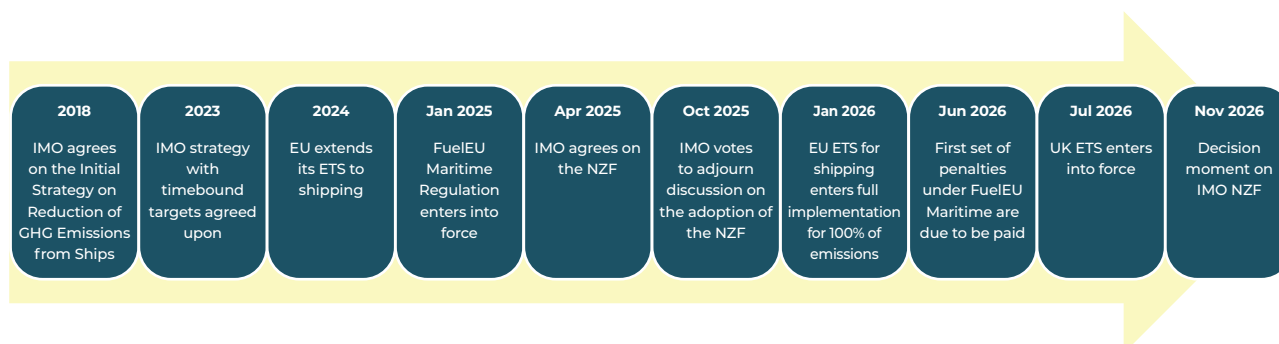 2018
IMO agrees
on the Initial
Strategy on
Reduction of
GHG Emissions
from Ships
2023
IMO strategy
with
timebound
targets agreed
upon
2024
EU extends
its ETS to
shipping
Jan 2025
FuelEU
Maritime
Regulation
enters into
force
Apr 2025
IMO agrees on
the NZF
Oct 2025
IMO votes
to adjourn
discussion on
the adoption of
the NZF
Jan 2026
EU ETS for
shipping
enters full
implementation
for 100% of
emissions
Jun 2026
First set of
penalties
under FuelEU
Maritime are
due to be paid
Jul 2026
UK ETS enters
into force
Nov 2026
Decision
moment on
IMO NZF